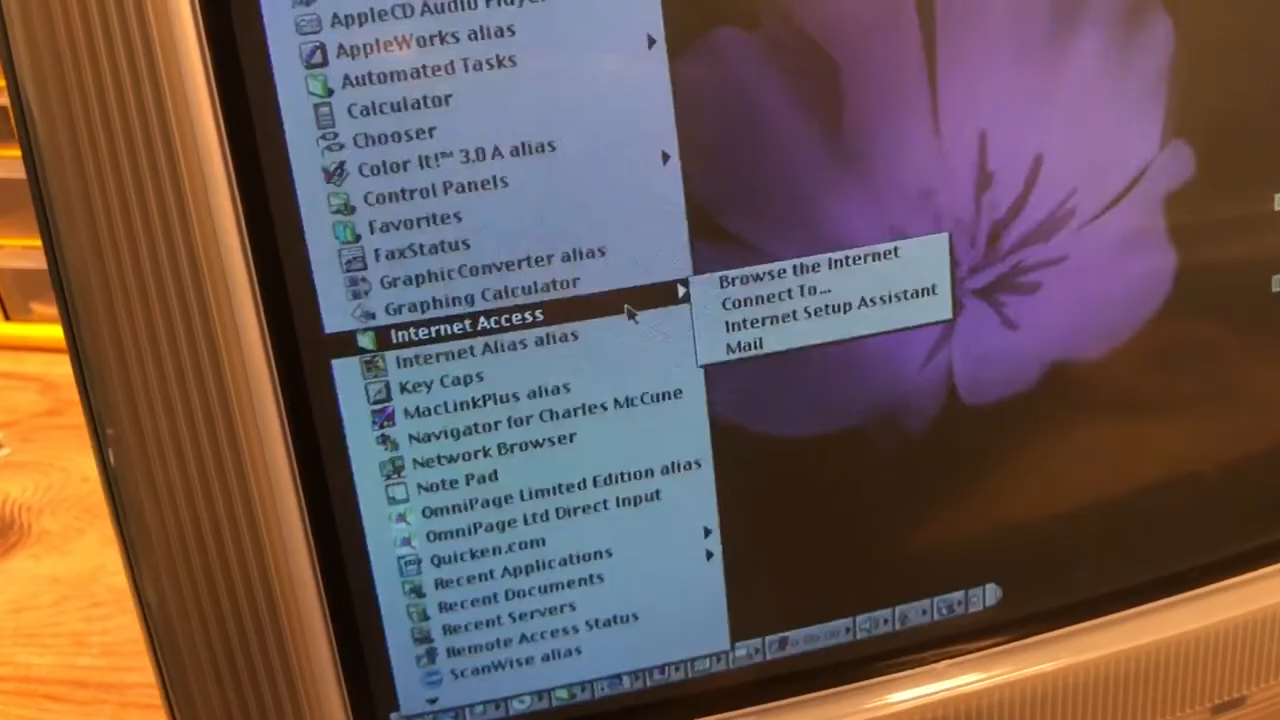 AppleCD Audio Player
AppleWorks alias
Automated Tasks
Calculator
Chooser
Color It!™ 3.0 A alias
Control Panels
Favorites
FaxStatus
GraphicConverter alias
Graphing Calculator
Internet Access
Internet Alias alias
Key Caps
MacLinkPlus alias
Navigator for Charles McCune
Network Browser
Note Pad
OmniPage Limited Edition alias
OmniPage Ltd Direct Input
Quicken.com
Recent Applications
Recent Documents
Recent Servers
Remote Access Status
ScanWise alias
Browse the Internet
Connect To...
Internet Setup Assistant
Mail